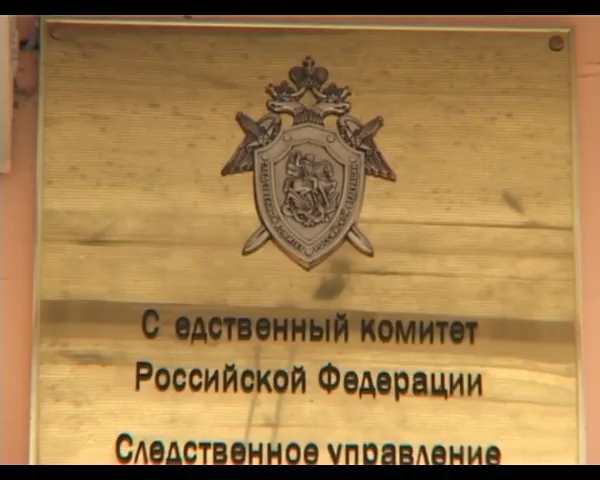 С едственный комитет
Российской Федерации
Следственное управление